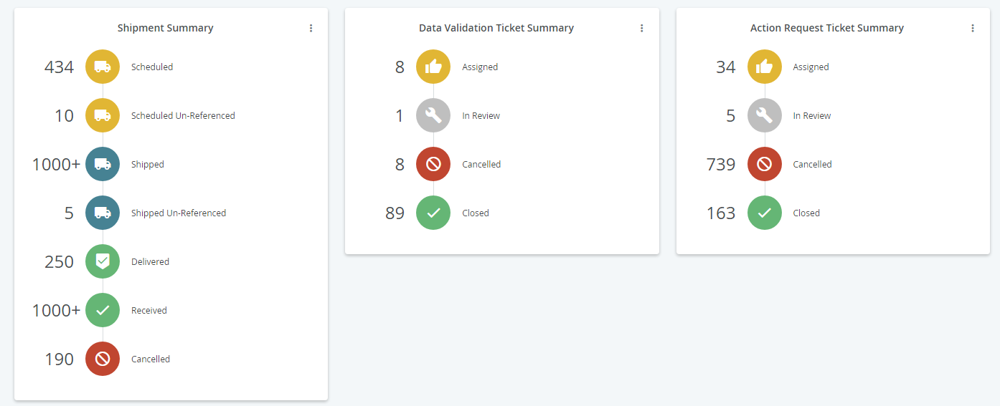 Shipment Summary
434 Scheduled
10 Scheduled Un-Referenced
1000+ Shipped
5 Shipped Un-Referenced
250 Delivered
1000+ Received
190 Cancelled
Data Validation Ticket Summary
8 Assigned
1 In Review
8 Cancelled
89 Closed
Action Request Ticket Summary
34 Assigned
5 In Review
739 Cancelled
163 Closed